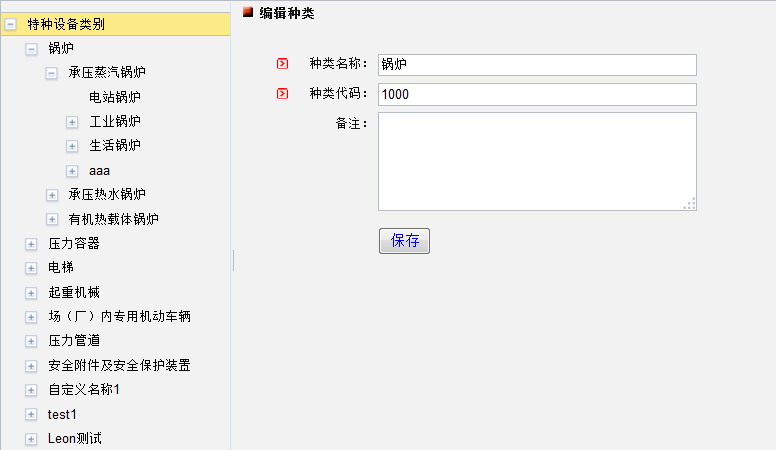 特种设备类别
锅炉
承压蒸汽锅炉
电站锅炉
工业锅炉
生活锅炉
aaa
承压热水锅炉
有机热载体锅炉
压力容器
电梯
起重机械
场（厂）内专用机动车辆
压力管道
安全附件及安全保护装置
自定义名称1
test1
Leon测试
编辑种类
种类名称： 锅炉
种类代码： 1000
备注：
保存